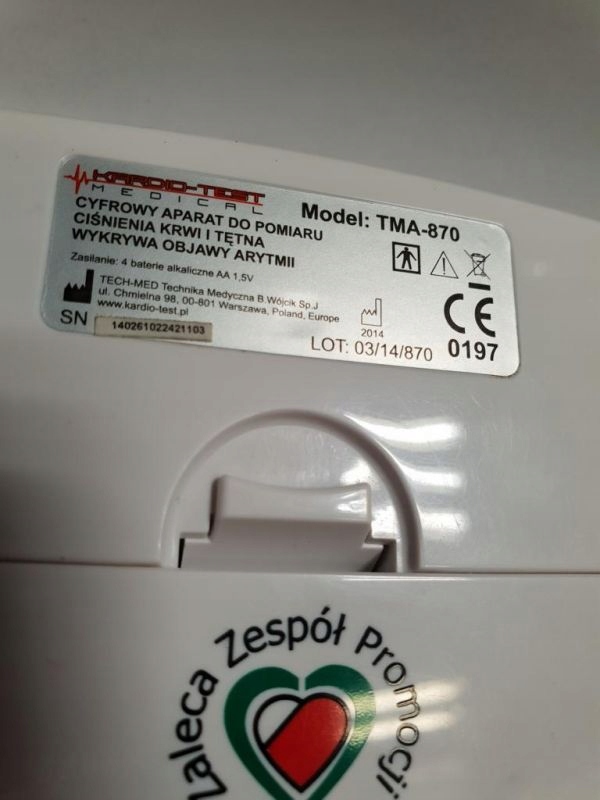 KARDIO-TEST
MEDICAL
Model: TMA-870
CYFROWY APARAT DO POMIARU
CIŚNIENIA KRWI I TĘTNA
WYKRYWA OBJAWY ARYTMII
Zasilanie: 4 baterie alkaliczne AA 1,5V
TECH-MED Technika Medyczna B.Wójcik Sp.J
ul. Chmielna 98, 00-801 Warszawa, Poland, Europe
www.kardio-test.pl
2014
SN 140261022421103
LOT: 03/14/870
CE
0197
Zaleca Zespół Promocji